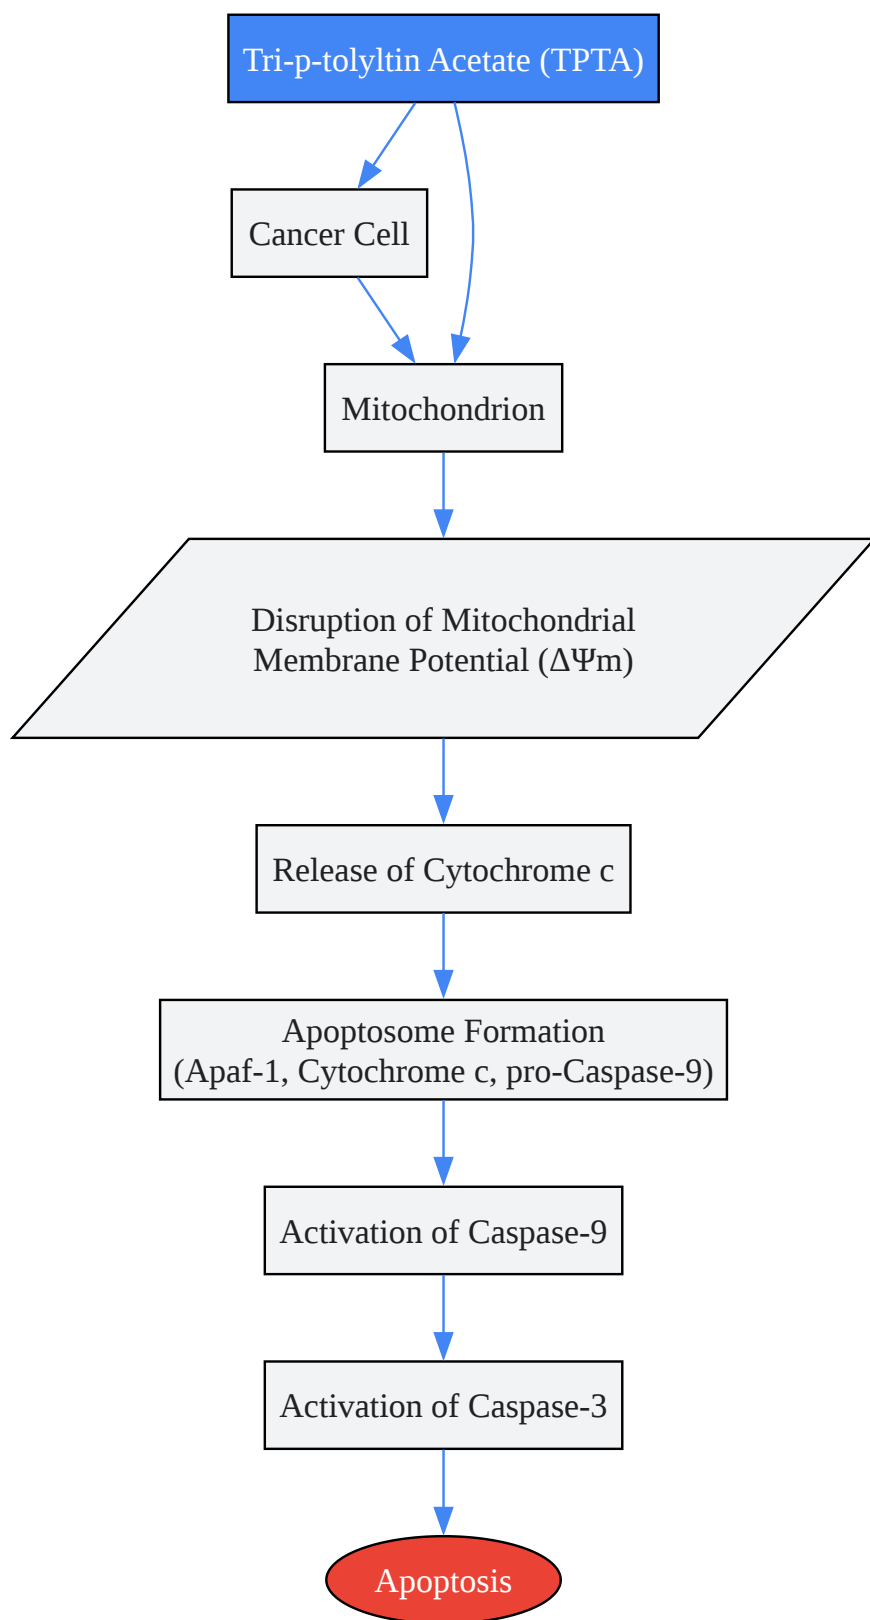 Tri-p-tolyltin Acetate (TPTA)
Cancer Cell
Mitochondrion
Disruption of Mitochondrial
Membrane Potential (ΔΨm)
Release of Cytochrome c
Apoptosome Formation
(Apaf-1, Cytochrome c, pro-Caspase-9)
Activation of Caspase-9
Activation of Caspase-3
Apoptosis